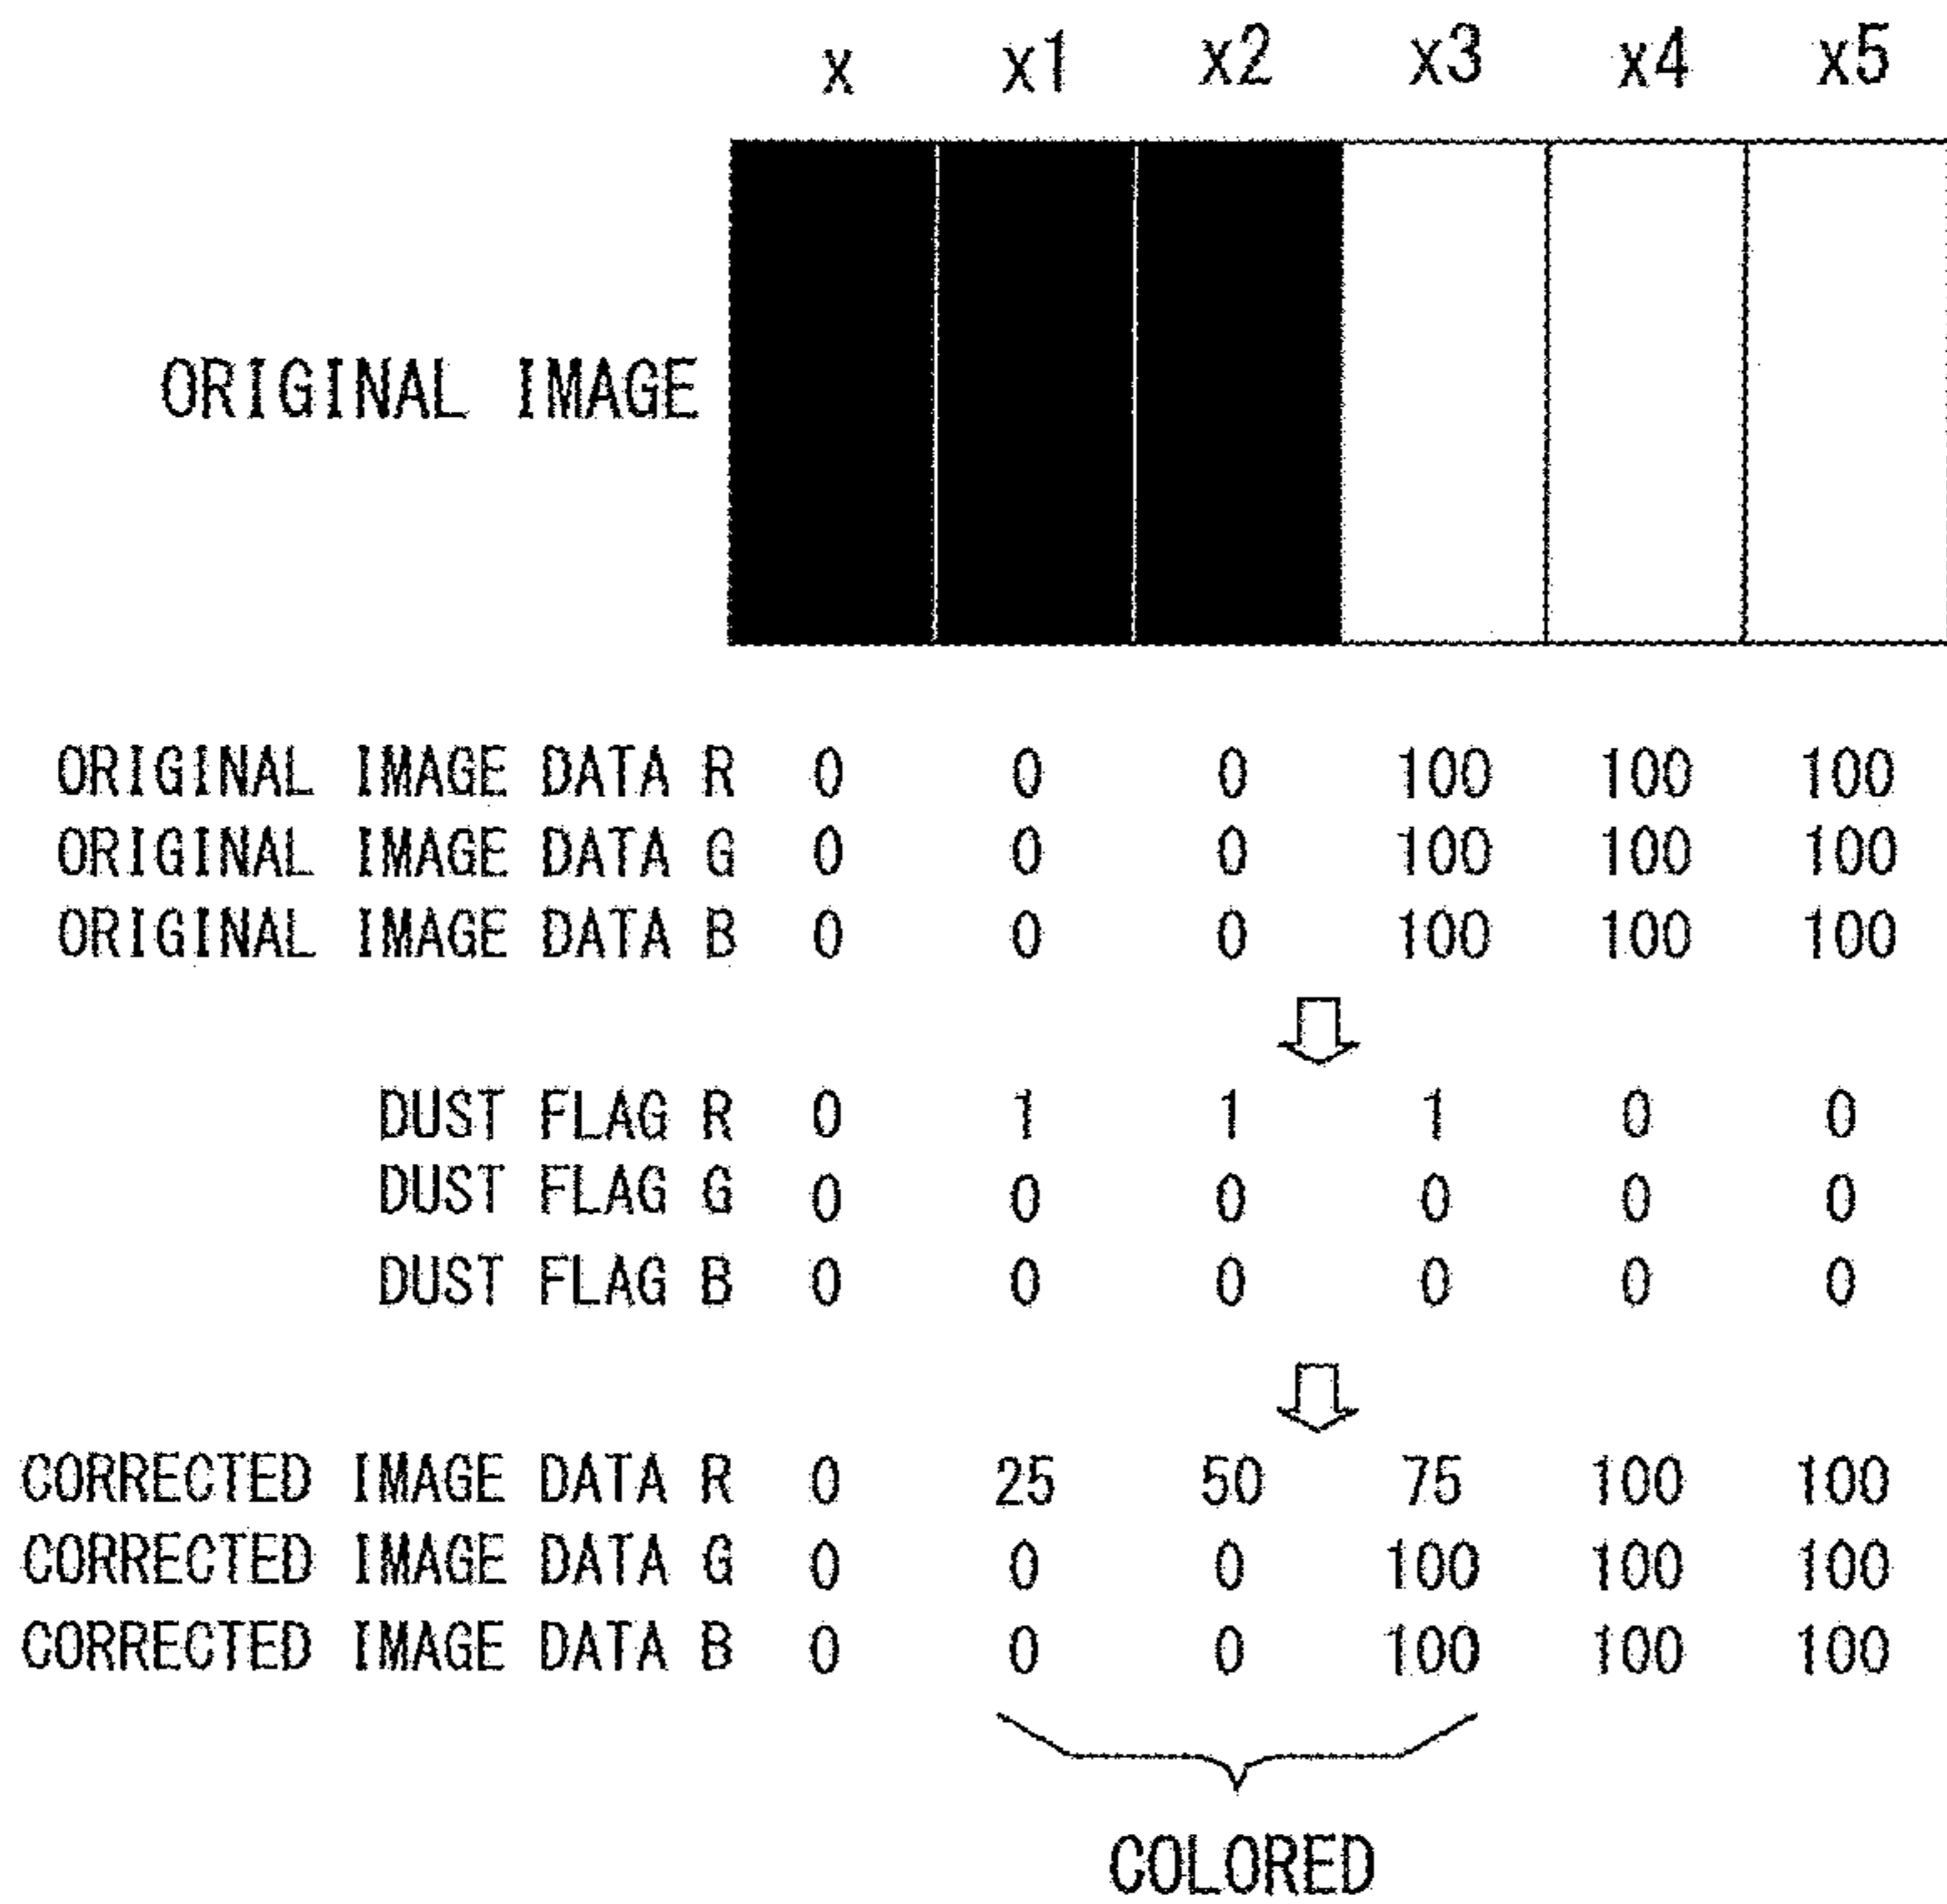 x x1 x2 x3 x4 x5
ORIGINAL IMAGE
ORIGINAL IMAGE DATA R 0 0 0 100 100 100
ORIGINAL IMAGE DATA G 0 0 0 100 100 100
ORIGINAL IMAGE DATA B 0 0 0 100 100 100
DUST FLAG R 0 1 1 1 0 0
DUST FLAG G 0 0 0 0 0 0
DUST FLAG B 0 0 0 0 0 0
CORRECTED IMAGE DATA R 0 25 50 75 100 100
CORRECTED IMAGE DATA G 0 0 0 100 100 100
CORRECTED IMAGE DATA B 0 0 0 100 100 100
COLORED